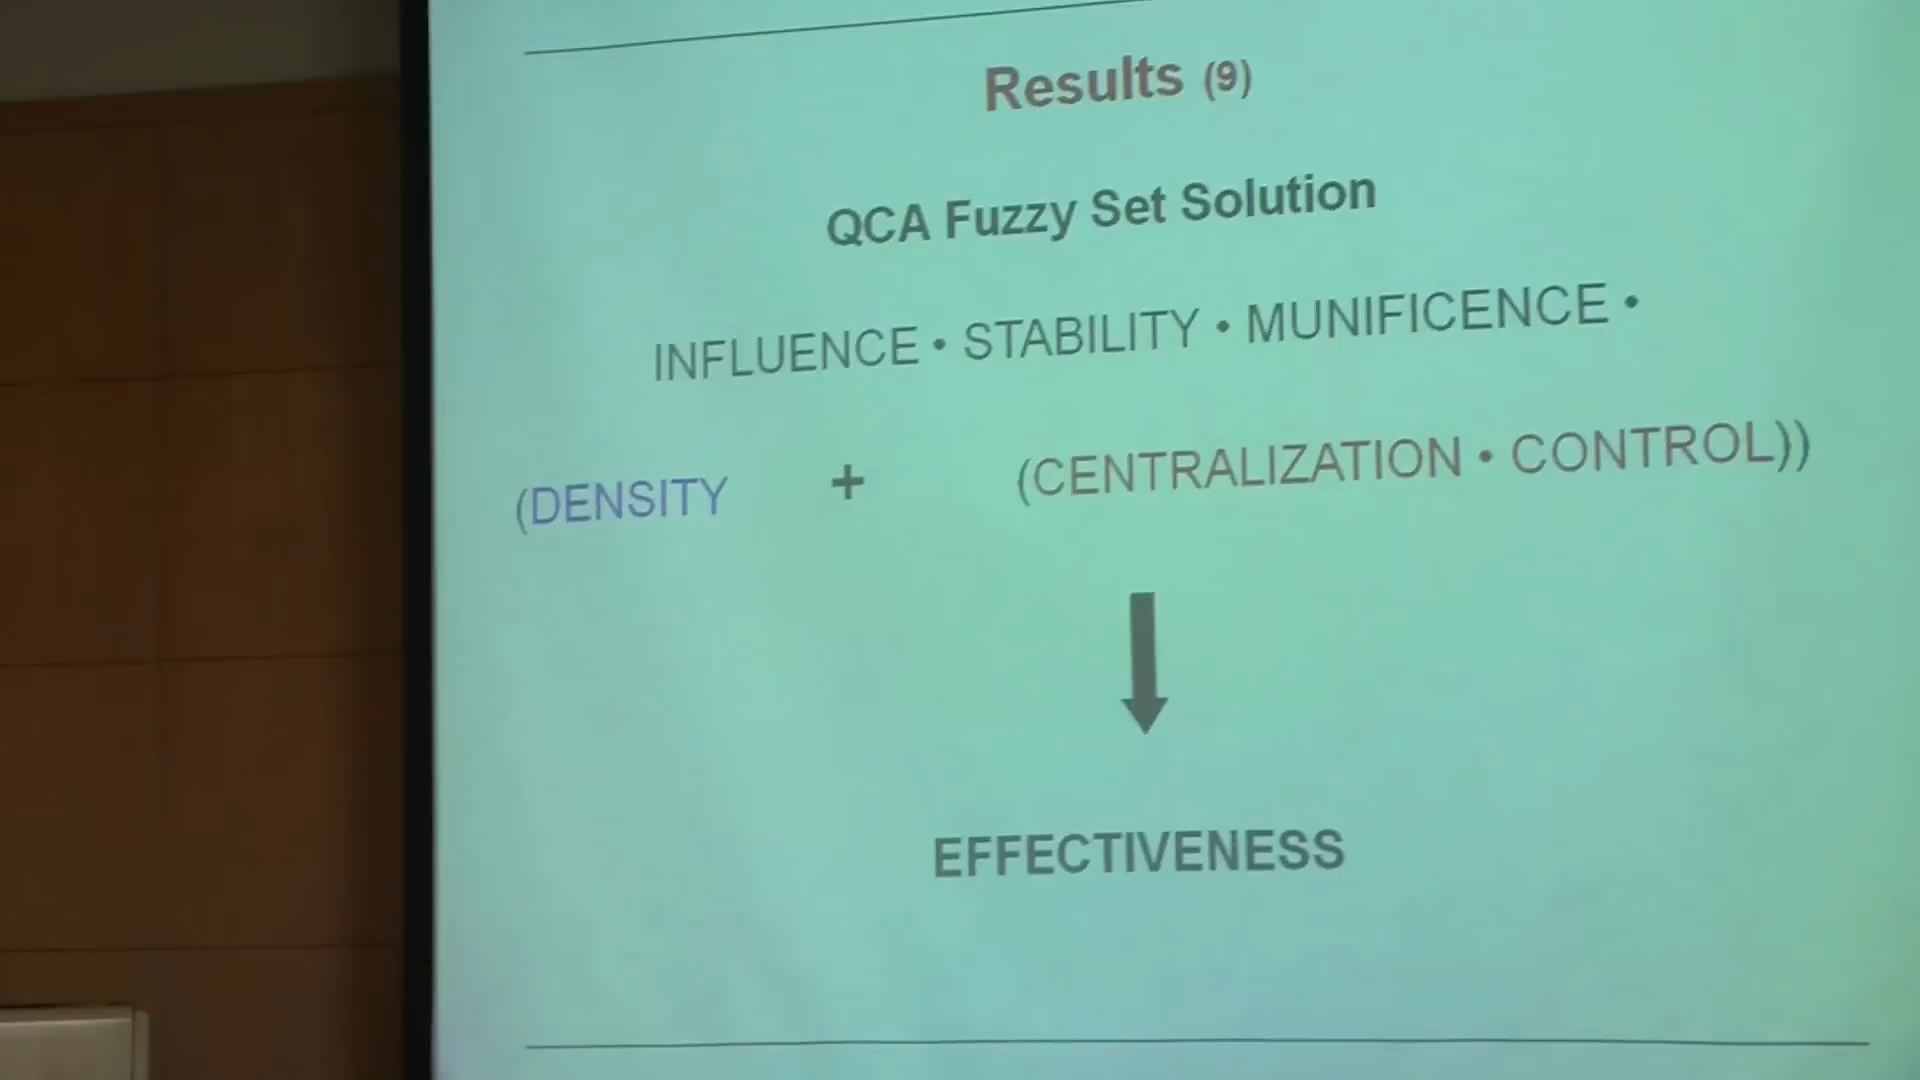 Results (9)
QCA Fuzzy Set Solution
INFLUENCE • STABILITY • MUNIFICENCE •
(DENSITY + (CENTRALIZATION • CONTROL))
EFFECTIVENESS